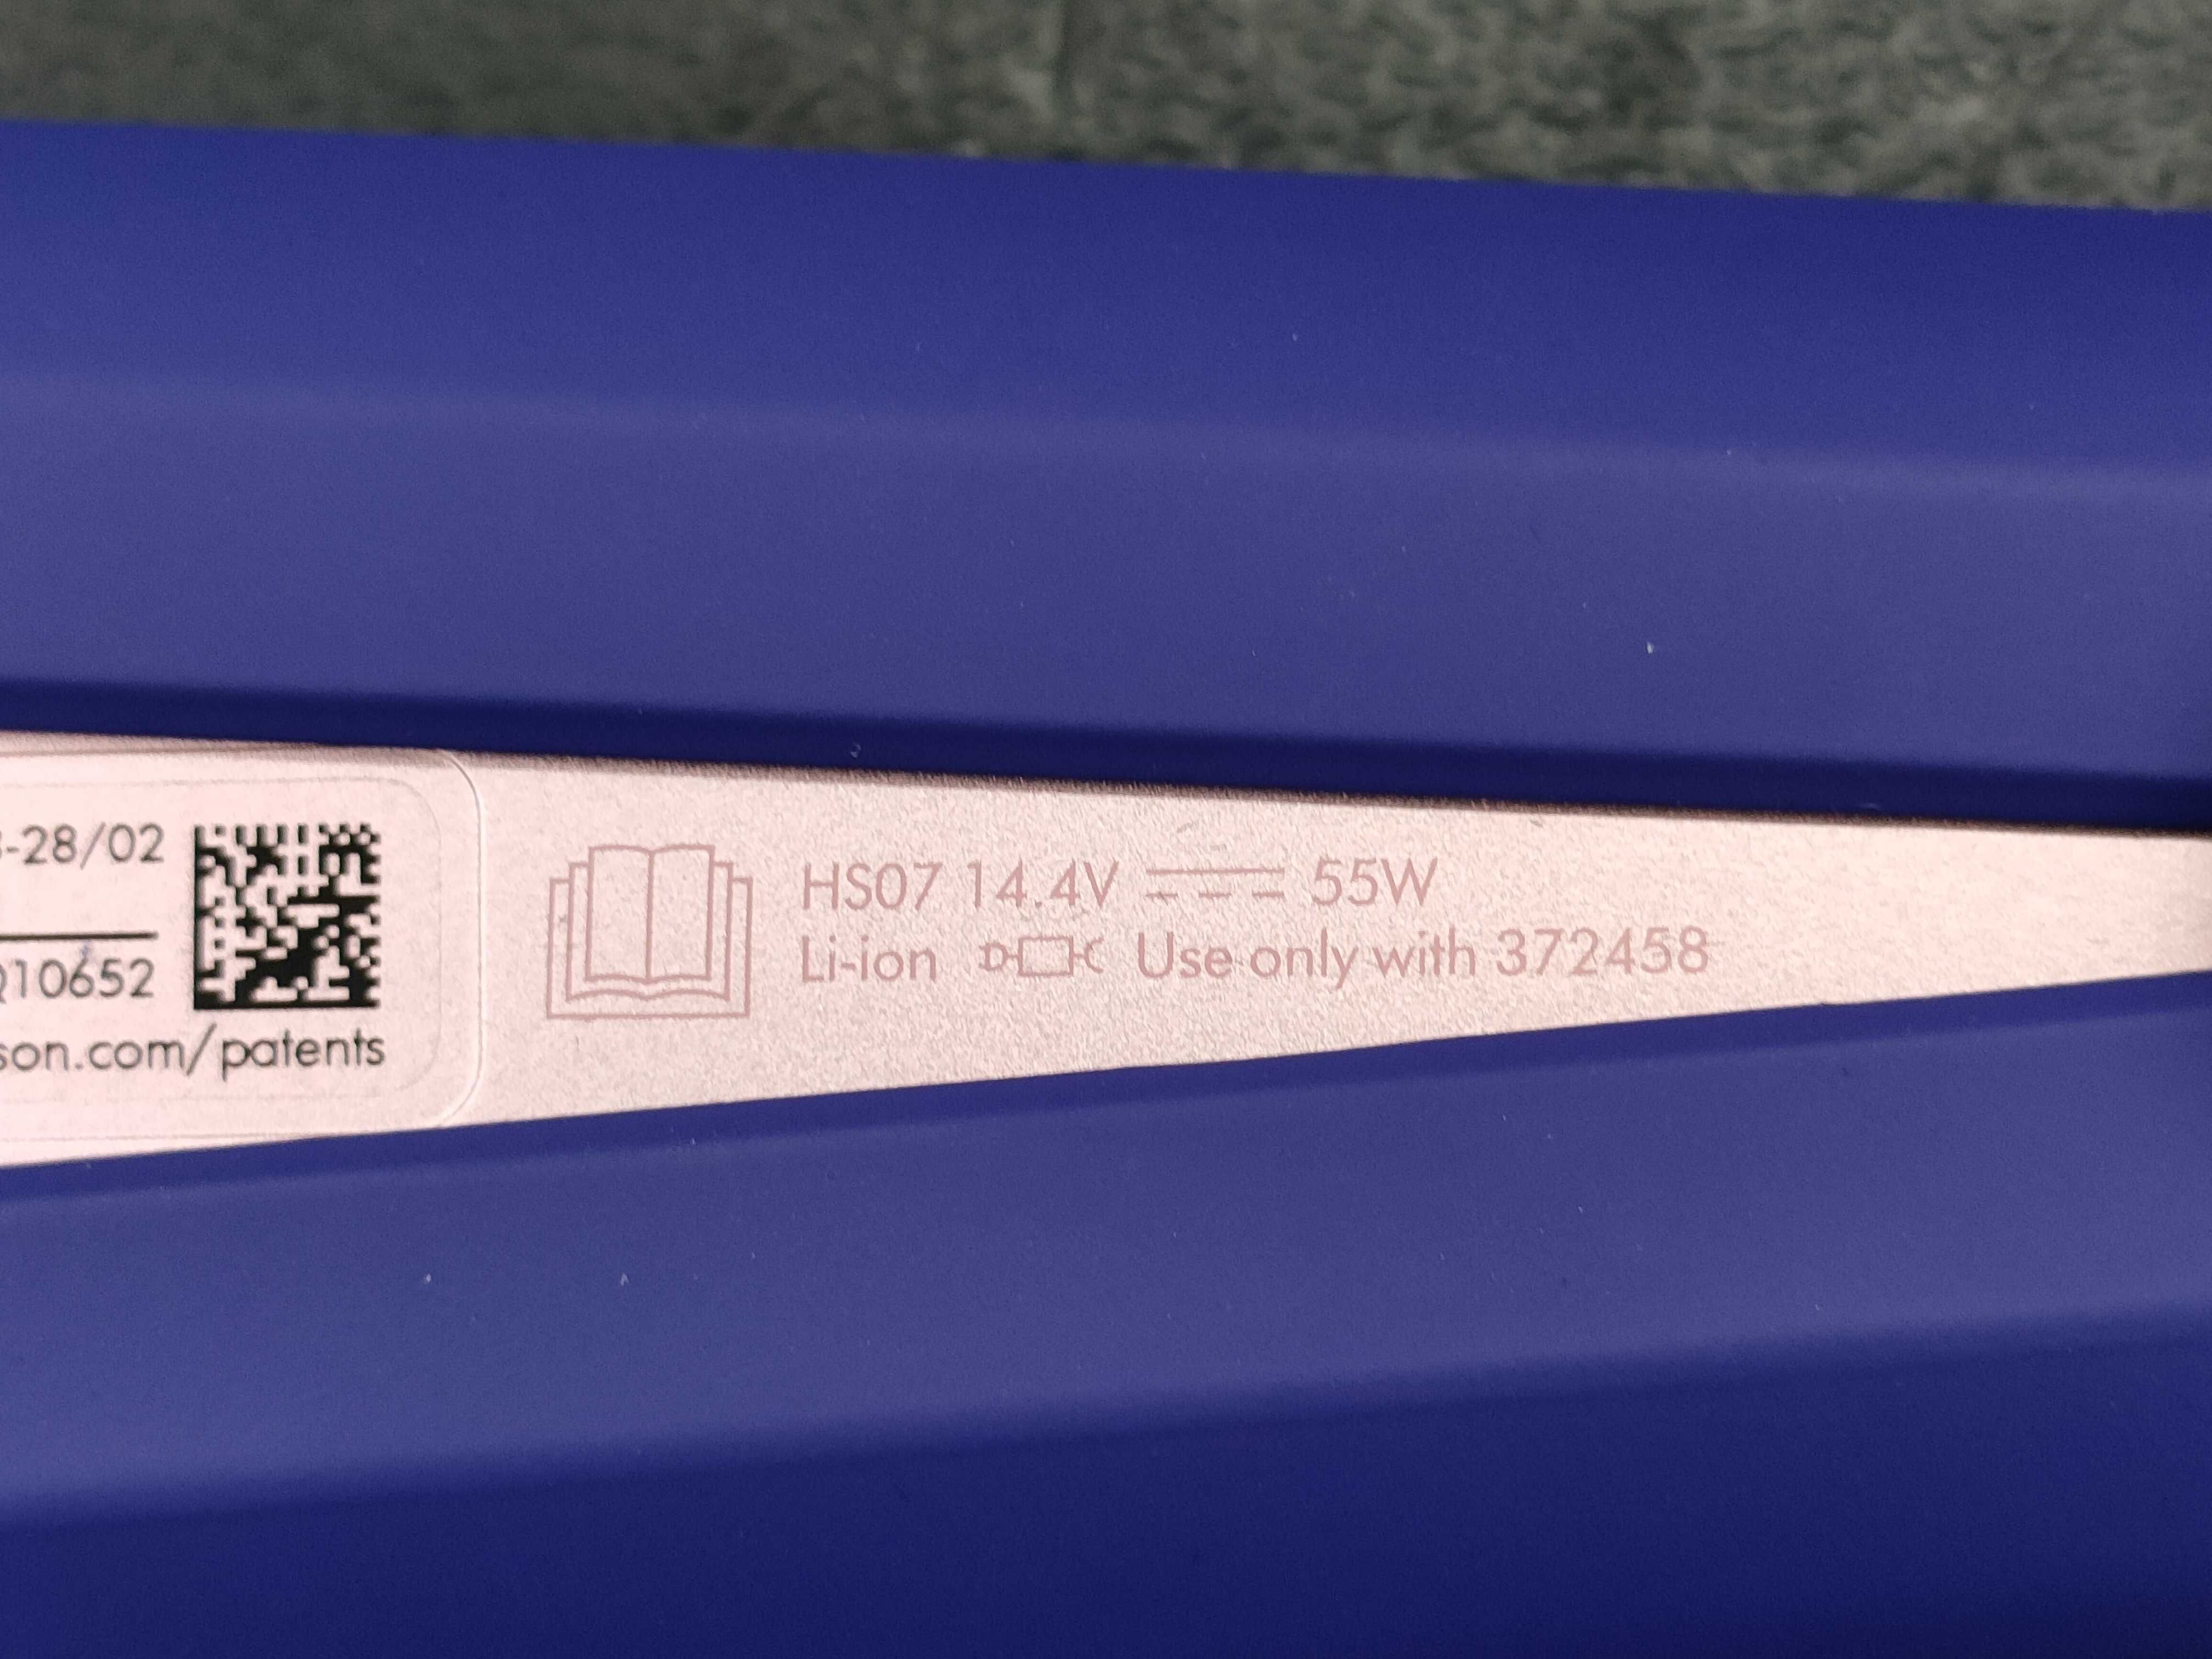 -28/02
10652
son.com/patents
HS07 14.4V 55W
Li-ion Use only with 372458